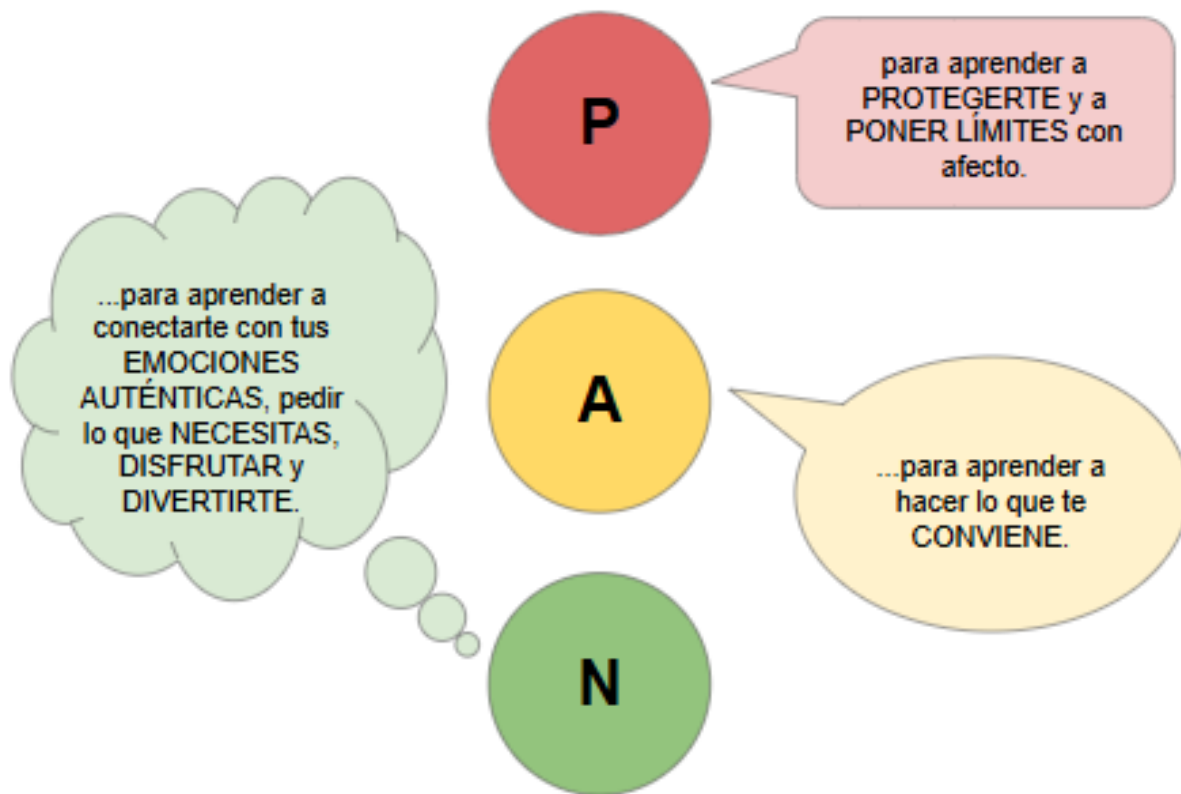 P
para aprender a
PROTEGERTE y a
PONER LÍMITES con
afecto.
...para aprender a
conectarte con tus
EMOCIONES
AUTÉNTICAS, pedir
lo que NECESITAS,
DISFRUTAR y
DIVERTIRTE.
A
...para aprender a
hacer lo que te
CONVIENE.
N